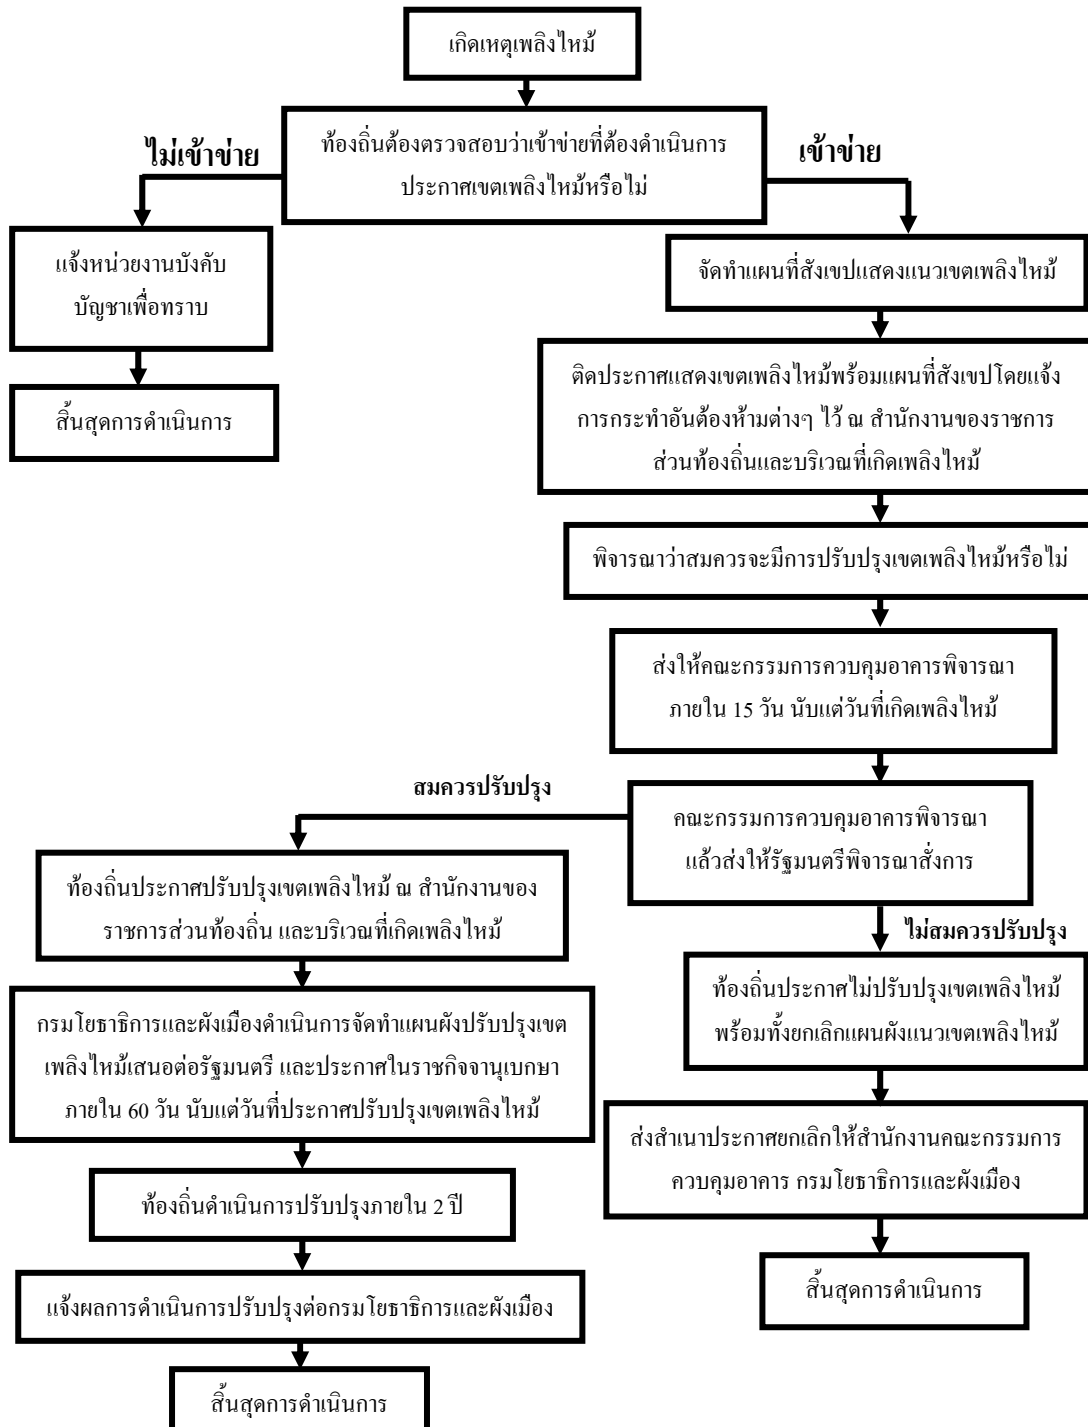 เกิดเหตุเพลิงไหม้
ท้องถิ่นต้องตรวจสอบว่าเข้าข่ายที่ต้องดำเนินการ
ประกาศเขตเพลิงไหม้หรือไม่
ไม่เข้าข่าย
เข้าข่าย
แจ้งหน่วยงานบังคับ
บัญชาเพื่อทราบ
สิ้นสุดการดำเนินการ
จัดทำแผนที่สังเขปแสดงแนวเขตเพลิงไหม้
ติดประกาศแสดงเขตเพลิงไหม้พร้อมแผนที่สังเขปโดยแจ้ง
การกระทำอันต้องห้ามต่างๆ ไว้ ณ สำนักงานของราชการ
ส่วนท้องถิ่นและบริเวณที่เกิดเพลิงไหม้
พิจารณาว่าสมควรจะมีการปรับปรุงเขตเพลิงไหม้หรือไม่
ส่งให้คณะกรรมการควบคุมอาคารพิจารณา
ภายใน 15 วัน นับแต่วันที่เกิดเพลิงไหม้
คณะกรรมการควบคุมอาคารพิจารณา
แล้วส่งให้รัฐมนตรีพิจารณาสั่งการ
สมควรปรับปรุง
ท้องถิ่นประกาศปรับปรุงเขตเพลิงไหม้ ณ สำนักงานของ
ราชการส่วนท้องถิ่น และบริเวณที่เกิดเพลิงไหม้
กรมโยธาธิการและผังเมืองดำเนินการจัดทำแผนผังปรับปรุงเขต
เพลิงไหม้เสนอต่อรัฐมนตรี และประกาศในราชกิจจานุเบกษา
ภายใน 60 วัน นับแต่วันที่ประกาศปรับปรุงเขตเพลิงไหม้
ท้องถิ่นดำเนินการปรับปรุงภายใน 2 ปี
แจ้งผลการดำเนินการปรับปรุงต่อกรมโยธาธิการและผังเมือง
สิ้นสุดการดำเนินการ
ไม่สมควรปรับปรุง
ท้องถิ่นประกาศไม่ปรับปรุงเขตเพลิงไหม้
พร้อมทั้งยกเลิกแผนผังแนวเขตเพลิงไหม้
ส่งสำเนาประกาศยกเลิกให้สำนักงานคณะกรรมการ
ควบคุมอาคาร กรมโยธาธิการและผังเมือง
สิ้นสุดการดำเนินการ